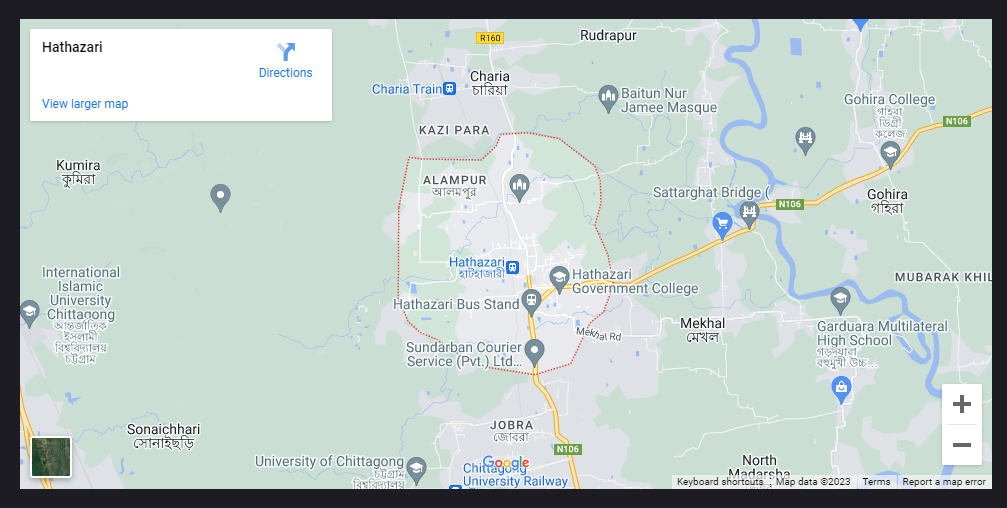 Hathazari
Directions
View larger map
R160
Rudrapur
Charia
চারিয়া
Charia Train
Baitun Nur
Jamee Masque
Gohira College
গহিরা
ডিগ্রী
কলেজ
N106
KAZI PARA
Kumira
কুমিরা
ALAMPUR
আলমপুর
Sattarghat Bridge (
N106
Gohira
গহিরা
Hathazari
হাটহাজারী
Hathazari
Government College
MUBARAK KHIL
International
Islamic
University
Chittagong
আন্তর্জাতিক
ইসলামী
বিশ্ববিদ্যালয়
চট্টগ্রাম
Hathazari Bus Stand
Mekhal Rd
Mekhal
মেখল
Garduara Multilateral
High School
গড়দুয়ারা
বহুমুখী উচ্চ...
Sundarban Courier
Service (Pvt.) Ltd...
Sonaichhari
সোনাইছড়ি
JOBRA
জোবরা
N106
University of Chittagong
চট্টগ্রাম
বিশ্ববিদ্যালয়
Google
Chittagong
University Railway
North
Madarsha
Keyboard shortcuts
Map data ©2023
Terms
Report a map error